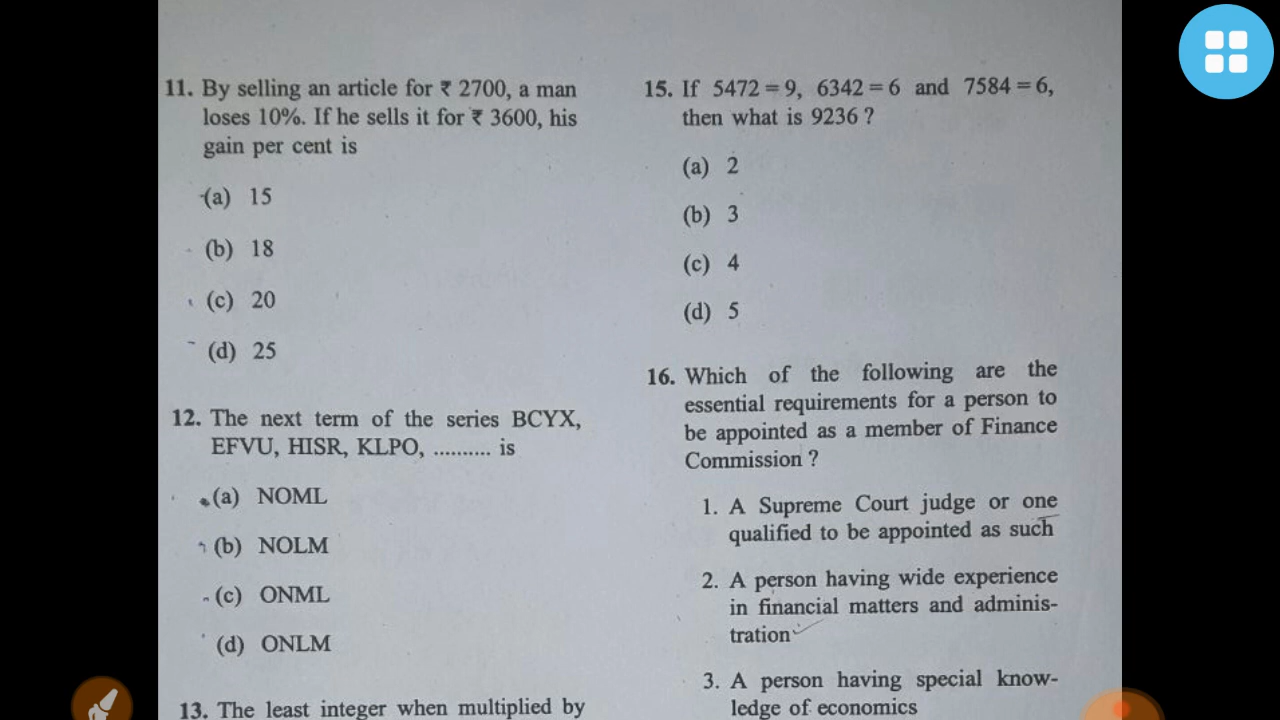 11. By selling an article for ₹ 2700, a man
loses 10%. If he sells it for ₹ 3600, his
gain per cent is
(a) 15
(b) 18
(c) 20
(d) 25
12. The next term of the series BCYX,
EFVU, HISR, KLPO, .......... is
(a) NOML
(b) NOLM
(c) ONML
(d) ONLM
13. The least integer when multiplied by
15. If 5472 = 9, 6342 = 6 and 7584 = 6,
then what is 9236 ?
(a) 2
(b) 3
(c) 4
(d) 5
16. Which of the following are the
essential requirements for a person to
be appointed as a member of Finance
Commission ?
1. A Supreme Court judge or one
qualified to be appointed as such
2. A person having wide experience
in financial matters and adminis-
tration
3. A person having special know-
ledge of economics